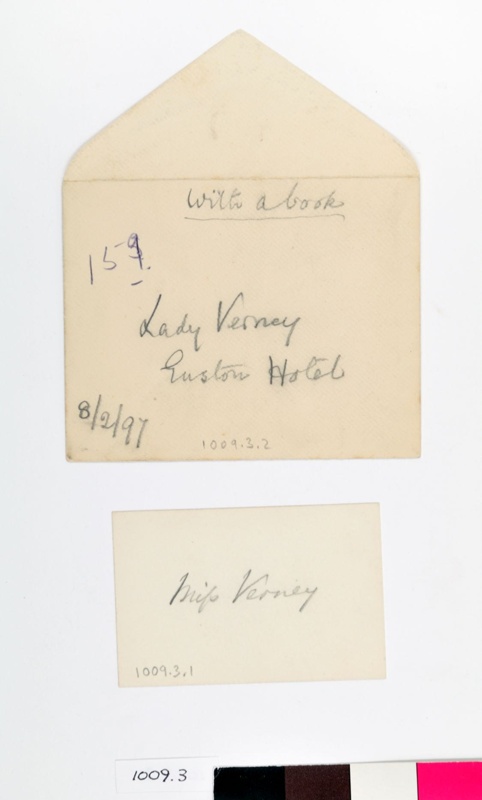 With a book
159.
Lady Verney
Euston Hotel
8/2/97
1009.3.2
Miss Verney
1009.3.1
1009.3